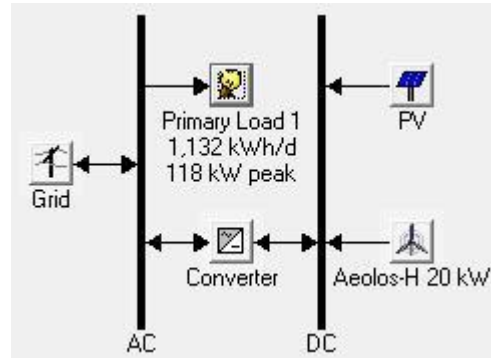 Primary Load 1
1,132 kWh/d
118 kW peak
PV
Grid
Converter
Aeolos-H 20 kW
AC
DC